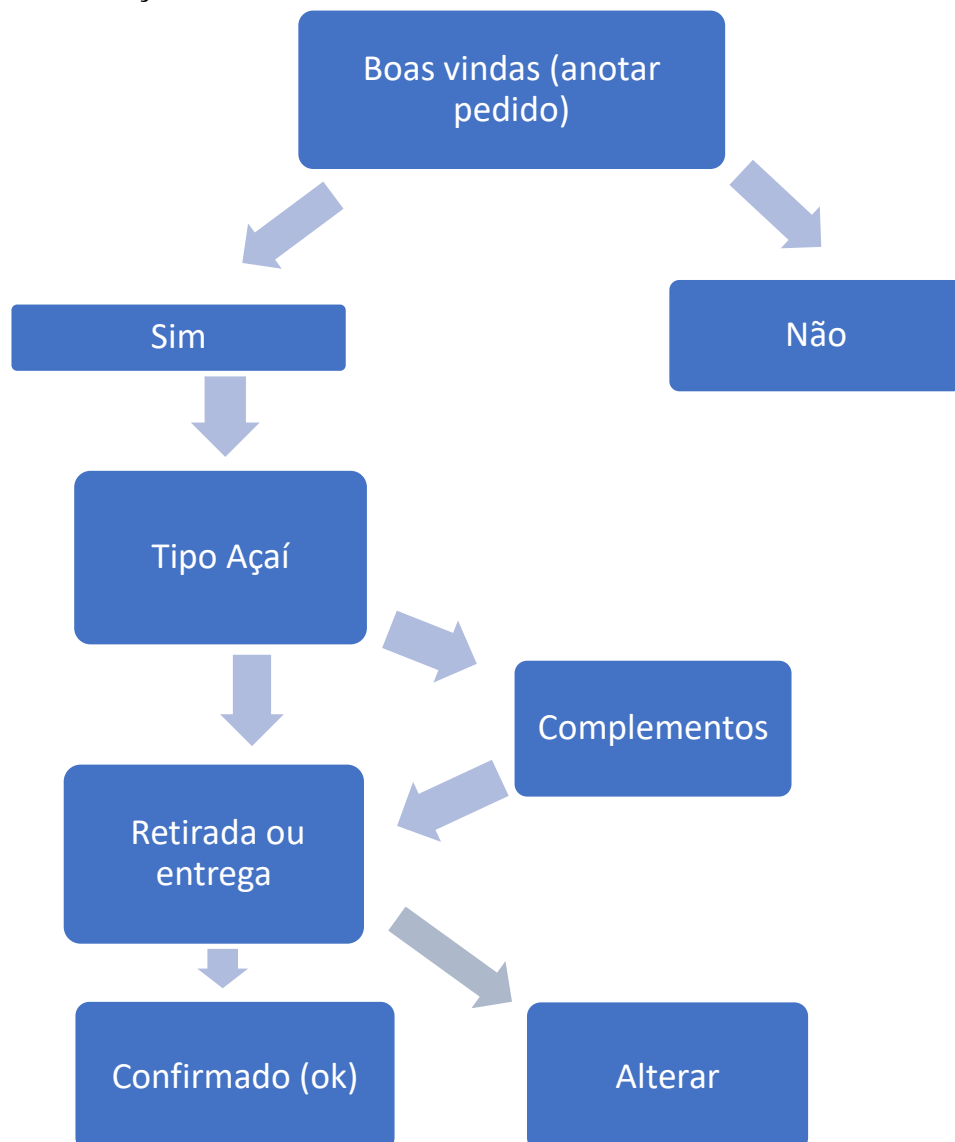 Boas vindas (anotar
pedido)
Sim
Não
Tipo Açaí
Complementos
Retirada ou
entrega
Confirmado (ok)
Alterar